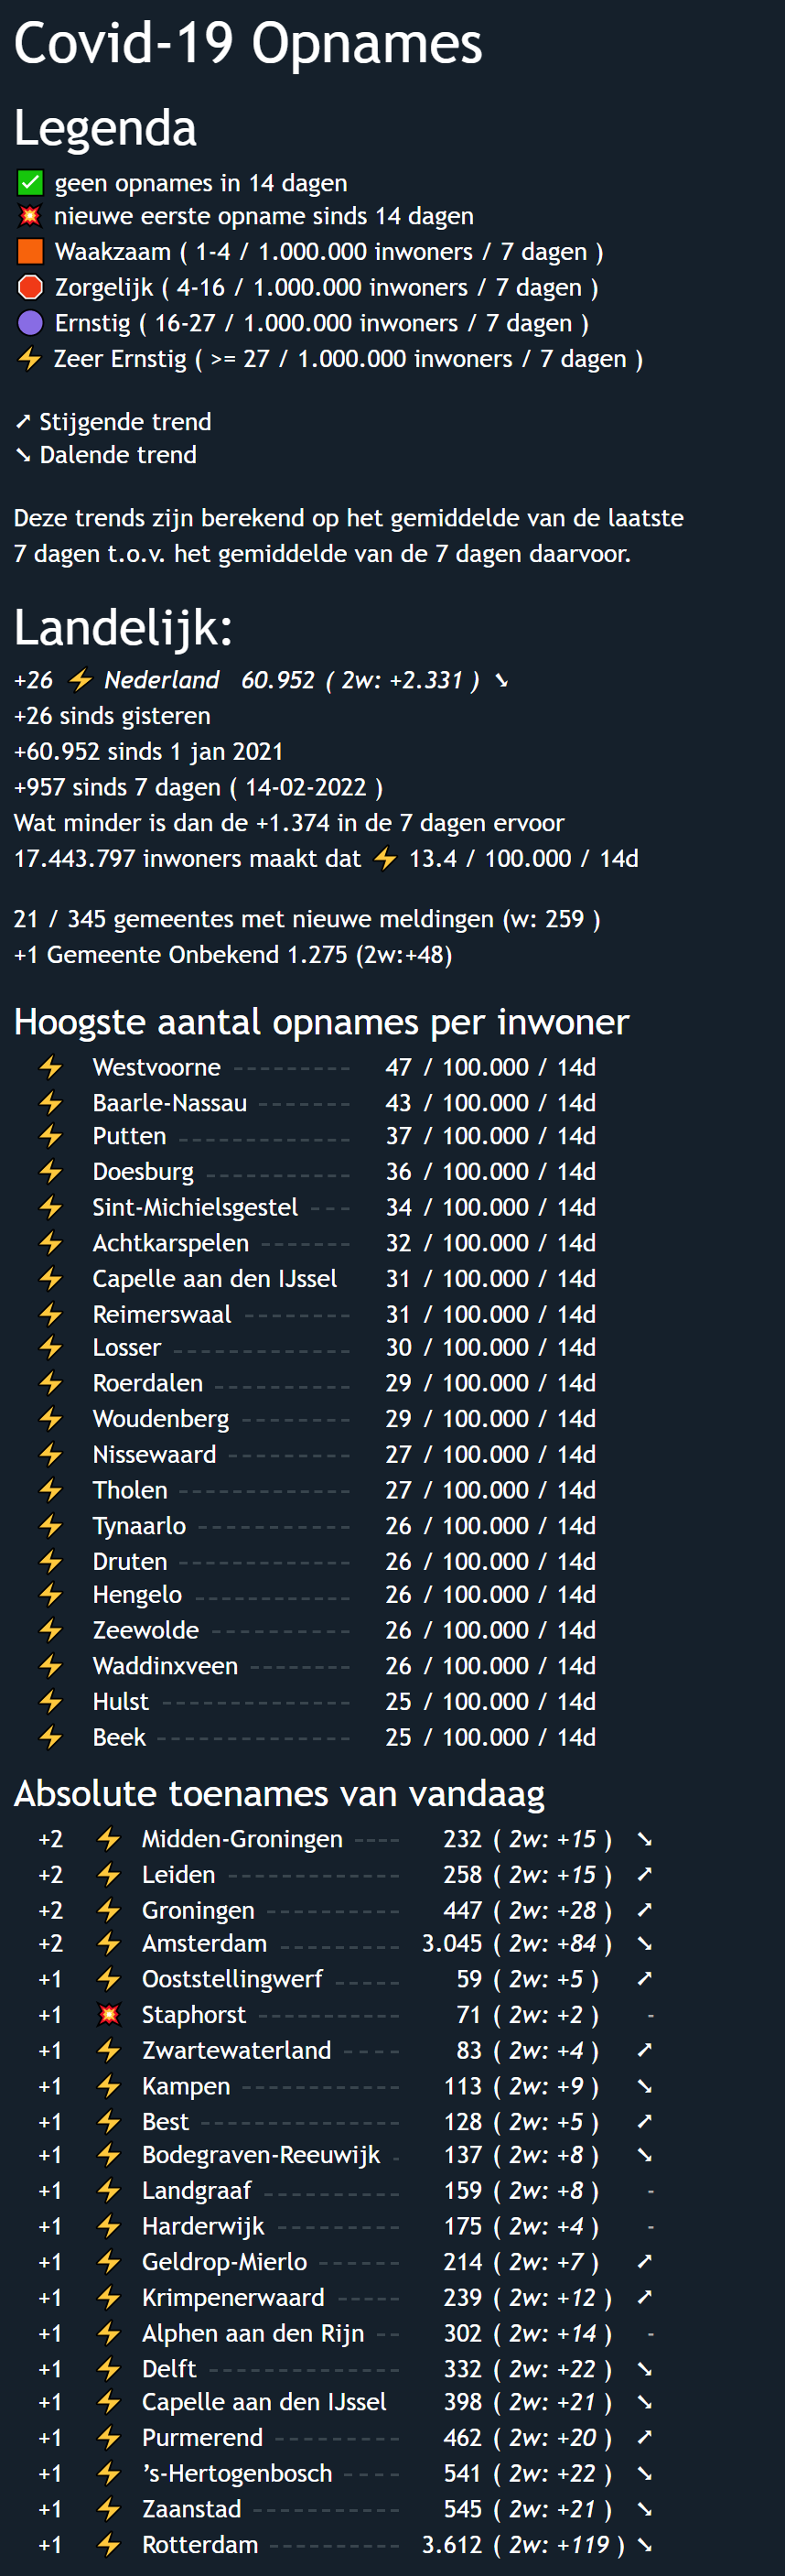 Covid-19 Opnames
Legenda
✅ geen opnames in 14 dagen
💥 nieuwe eerste opname sinds 14 dagen
🟧 Waakzaam ( 1-4 / 1.000.000 inwoners / 7 dagen )
🛑 Zorgelijk ( 4-16 / 1.000.000 inwoners / 7 dagen )
🟣 Ernstig ( 16-27 / 1.000.000 inwoners / 7 dagen )
⚡ Zeer Ernstig ( >= 27 / 1.000.000 inwoners / 7 dagen )
➚ Stijgende trend
➘ Dalende trend
Deze trends zijn berekend op het gemiddelde van de laatste
7 dagen t.o.v. het gemiddelde van de 7 dagen daarvoor.
Landelijk:
+26 ⚡ Nederland 60.952 ( 2w: +2.331 ) ➘
+26 sinds gisteren
+60.952 sinds 1 jan 2021
+957 sinds 7 dagen ( 14-02-2022 )
Wat minder is dan de +1.374 in de 7 dagen ervoor
17.443.797 inwoners maakt dat ⚡ 13.4 / 100.000 / 14d
21 / 345 gemeentes met nieuwe meldingen (w: 259 )
+1 Gemeente Onbekend 1.275 (2w:+48)
Hoogste aantal opnames per inwoner
⚡ Westvoorne --------- 47 / 100.000 / 14d
⚡ Baarle-Nassau ------- 43 / 100.000 / 14d
⚡ Putten ------------- 37 / 100.000 / 14d
⚡ Doesburg ----------- 36 / 100.000 / 14d
⚡ Sint-Michielsgestel --- 34 / 100.000 / 14d
⚡ Achtkarspelen ------- 32 / 100.000 / 14d
⚡ Capelle aan den IJssel 31 / 100.000 / 14d
⚡ Reimerswaal -------- 31 / 100.000 / 14d
⚡ Losser ------------- 30 / 100.000 / 14d
⚡ Roerdalen ---------- 29 / 100.000 / 14d
⚡ Woudenberg -------- 29 / 100.000 / 14d
⚡ Nissewaard --------- 27 / 100.000 / 14d
⚡ Tholen ------------- 27 / 100.000 / 14d
⚡ Tynaarlo ----------- 26 / 100.000 / 14d
⚡ Druten ------------- 26 / 100.000 / 14d
⚡ Hengelo ------------ 26 / 100.000 / 14d
⚡ Zeewolde ---------- 26 / 100.000 / 14d
⚡ Waddinxveen ------- 26 / 100.000 / 14d
⚡ Hulst -------------- 25 / 100.000 / 14d
⚡ Beek -------------- 25 / 100.000 / 14d
Absolute toenames van vandaag
+2 ⚡ Midden-Groningen ---- 232 ( 2w: +15 ) ➘
+2 ⚡ Leiden ------------- 258 ( 2w: +15 ) ➚
+2 ⚡ Groningen ---------- 447 ( 2w: +28 ) ➚
+2 ⚡ Amsterdam --------- 3.045 ( 2w: +84 ) ➘
+1 ⚡ Ooststellingwerf ----- 59 ( 2w: +5 ) ➚
+1 💥 Staphorst ----------- 71 ( 2w: +2 ) -
+1 ⚡ Zwartewaterland ---- 83 ( 2w: +4 ) ➚
+1 ⚡ Kampen ------------ 113 ( 2w: +9 ) ➘
+1 ⚡ Best --------------- 128 ( 2w: +5 ) ➚
+1 ⚡ Bodegraven-Reeuwijk - 137 ( 2w: +8 ) ➘
+1 ⚡ Landgraaf ---------- 159 ( 2w: +8 ) -
+1 ⚡ Harderwijk --------- 175 ( 2w: +4 ) -
+1 ⚡ Geldrop-Mierlo ------ 214 ( 2w: +7 ) ➚
+1 ⚡ Krimpenerwaard ----- 239 ( 2w: +12 ) ➚
+1 ⚡ Alphen aan den Rijn -- 302 ( 2w: +14 ) -
+1 ⚡ Delft -------------- 332 ( 2w: +22 ) ➘
+1 ⚡ Capelle aan den IJssel 398 ( 2w: +21 ) ➘
+1 ⚡ Purmerend --------- 462 ( 2w: +20 ) ➚
+1 ⚡ ’s-Hertogenbosch ---- 541 ( 2w: +22 ) ➘
+1 ⚡ Zaanstad ----------- 545 ( 2w: +21 ) ➘
+1 ⚡ Rotterdam ---------- 3.612 ( 2w: +119 ) ➘